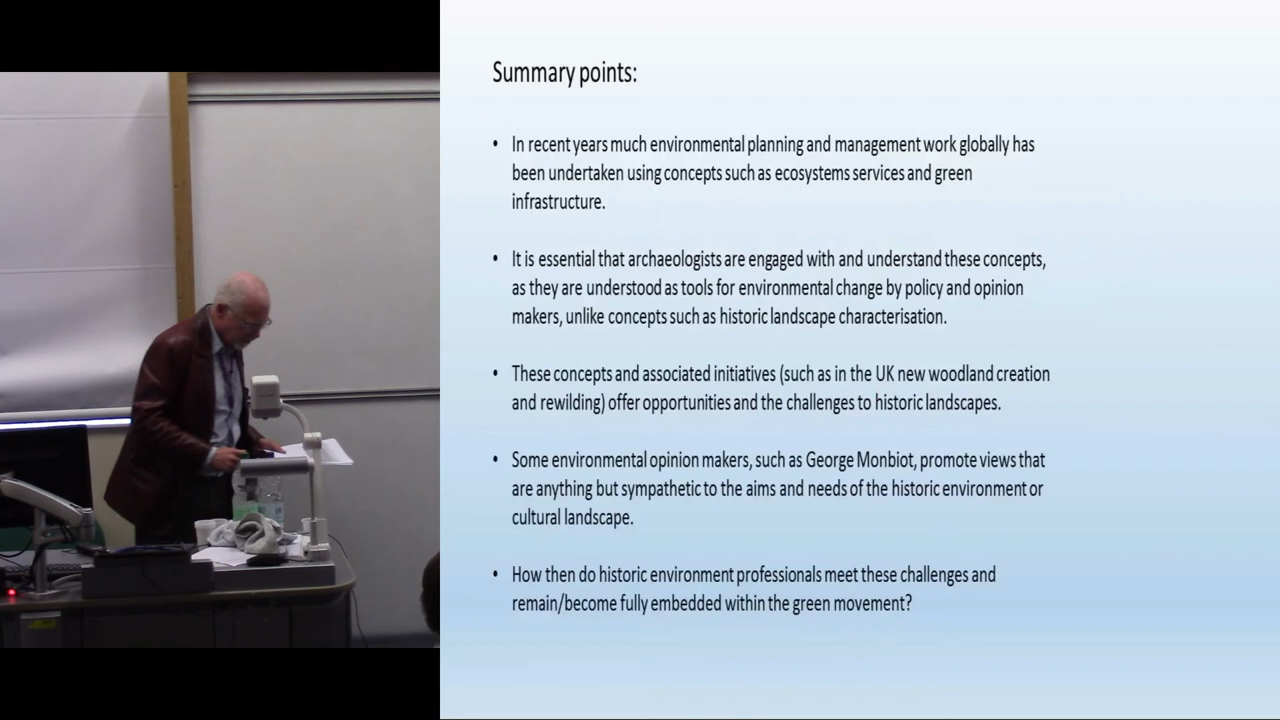 Summary points:
• In recent years much environmental planning and management work globally has
been undertaken using concepts such as ecosystems services and green
infrastructure.
• It is essential that archaeologists are engaged with and understand these concepts,
as they are understood as tools for environmental change by policy and opinion
makers, unlike concepts such as historic landscape characterisation.
• These concepts and associated initiatives (such as in the UK new woodland creation
and rewilding) offer opportunities and the challenges to historic landscapes.
• Some environmental opinion makers, such as George Monbiot, promote views that
are anything but sympathetic to the aims and needs of the historic environment or
cultural landscape.
• How then do historic environment professionals meet these challenges and
remain/become fully embedded within the green movement?